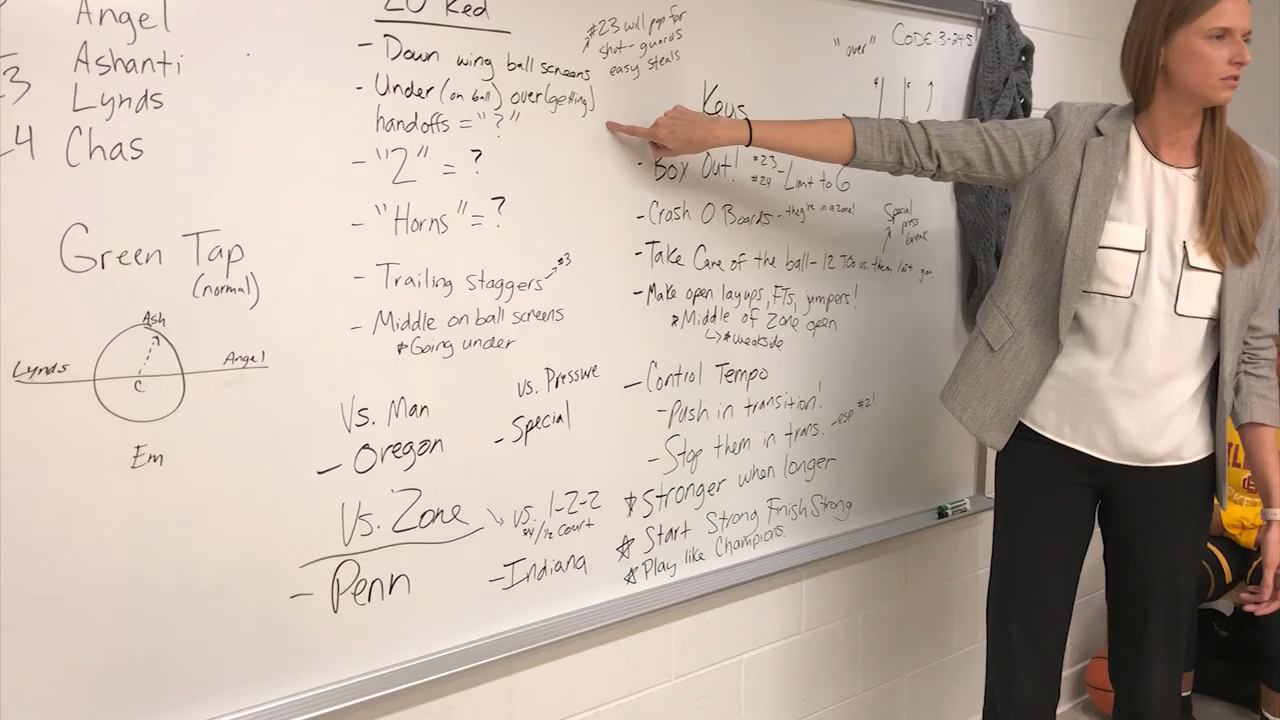 Angel
Ashanti
3 Lynds
4 Chas
Green Tap
(normal)
Ash
Lynds
Angel
C
Em
20 Red
- Down wing ball screens
- Under (on ball) over (getting)
handoffs = "?"
- "2" = ?
- "Horns" = ?
- Trailing staggers → #3
- Middle on ball screens
* Going under
Vs. Man
- Oregon
vs. Pressure
- Special
Vs. Zone
- Penn
vs. 1-2-2
3/4 / 1/2 court
- Indiana
#23 will pop for
shot - guards
easy steals
"over"
CODE: 3-24-5
4 5
Keys
- Box Out! #23
#24 - Limit to 6
- Crash O Boards - they're in a zone!
Special
press
break
- Take Care of the ball - 12 TOs vs. them last
- Make open layups, FTs, jumpers!
* Middle of Zone open
↳ * weakside
- Control Tempo
- Push in transition!
- Stop them in trans. - esp #2!
* Stronger when longer
* Start Strong Finish Strong
* Play like Champions.